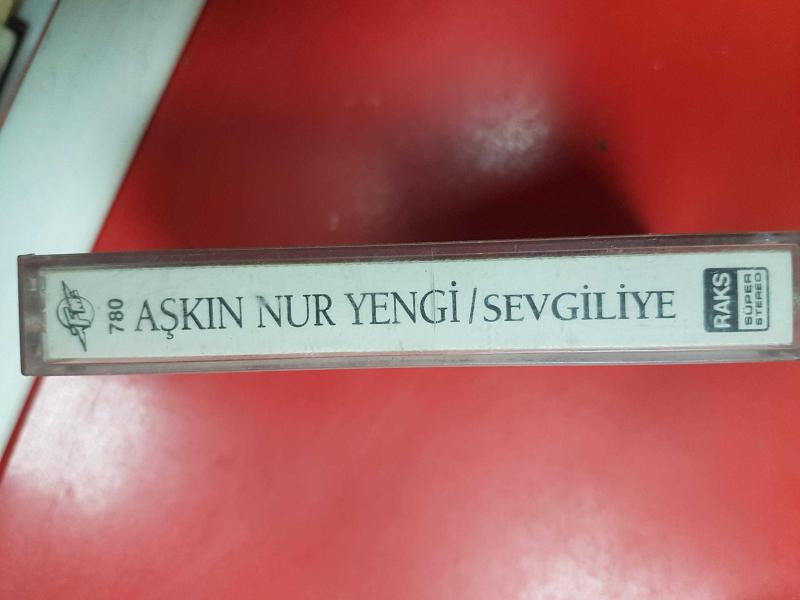 780 AŞKIN NUR YENGİ / SEVGİLİYE
RAKS
SÜPER
STEREO